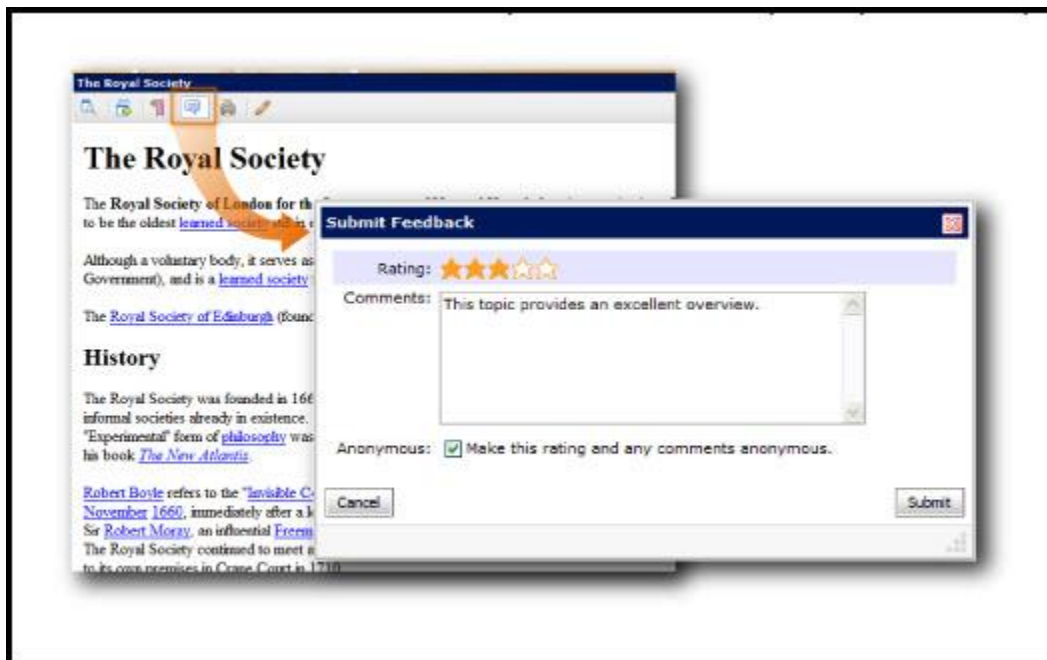 The Royal Society
The Royal Society
The Royal Society of London for the
to be the oldest learned society still in
Although a voluntary body, it serves as
Government), and is a learned society
The Royal Society of Edinburgh (found
History
The Royal Society was founded in 166
informal societies already in existence.
"Experimental" form of philosophy was
his book The New Atlantis.
Robert Boyle refers to the "Invisible Co
November 1660, immediately after a l
Sir Robert Moray, an influential Freem
The Royal Society continued to meet a
to its own premises in Crane Court in 1710
Submit Feedback
Rating:
Comments: This topic provides an excellent overview.
Anonymous: Make this rating and any comments anonymous.
Cancel Submit